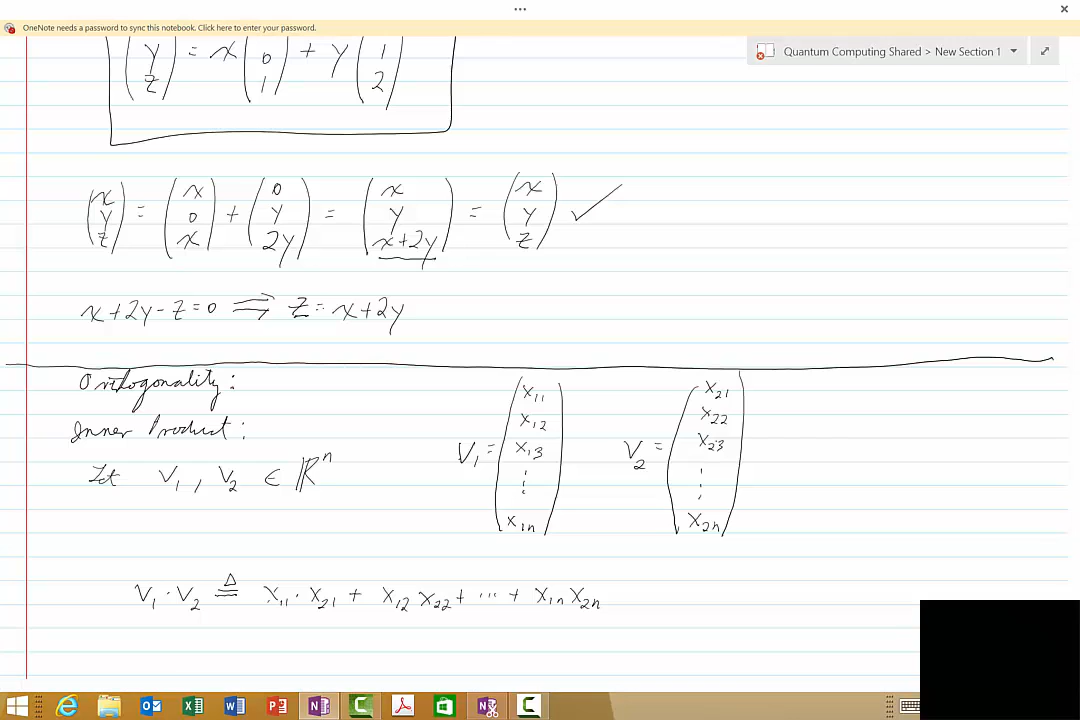 OneNote needs a password to sync this notebook. Click here to enter your password.
Quantum Computing Shared > New Section 1
(y z) = x (0 1) + y (1 2)
(x y z) = (x 0 x) + (0 y 2y) = (x y x+2y) = (x y z) ✓
x+2y-z=0 ⟹ z=x+2y
Orthogonality:
Inner Product:
Let V₁, V₂ ∈ ℝⁿ
V₁ = (x₁₁ x₁₂ x₁₃ ⋮ x₁ₙ) V₂ = (x₂₁ x₂₂ x₂₃ ⋮ x₂ₙ)
V₁ · V₂ ≜ x₁₁ · x₂₁ + x₁₂ x₂₂ + ... + x₁ₙ x₂ₙ